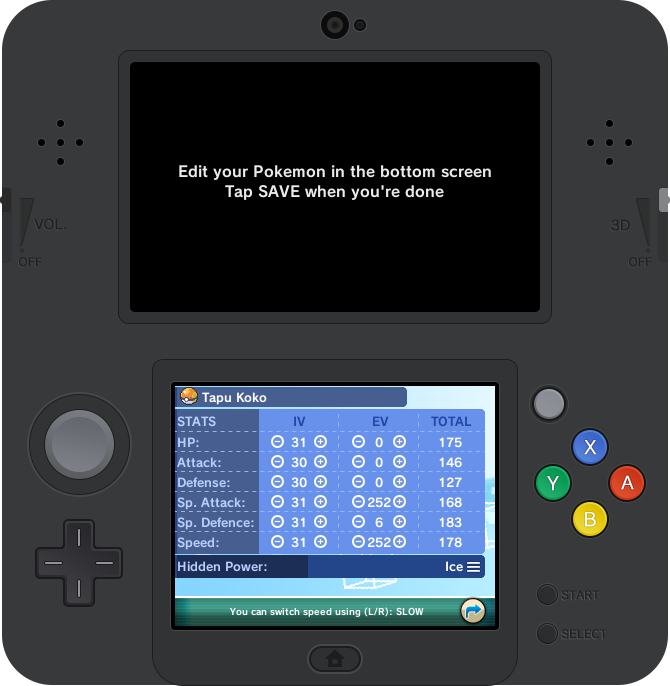 Edit your Pokemon in the bottom screen
Tap SAVE when you're done
VOL.
OFF
3D
OFF
Tapu Koko
STATS IV EV TOTAL
HP: 31 0 175
Attack: 30 0 146
Defense: 30 0 127
Sp. Attack: 31 252 168
Sp. Defence: 31 6 183
Speed: 31 252 178
Hidden Power: Ice
You can switch speed using (L/R): SLOW
X
Y
A
B
START
SELECT